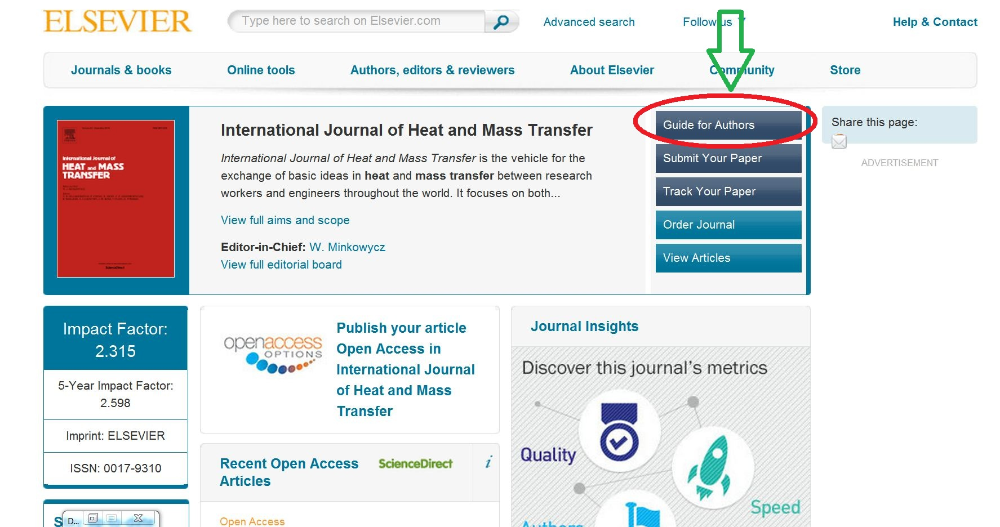 ELSEVIER
Type here to search on Elsevier.com
Advanced search
Follow us
Help & Contact
Journals & books
Online tools
Authors, editors & reviewers
About Elsevier
Community
Store
International Journal of
HEAT and MASS
TRANSFER
ScienceDirect
International Journal of Heat and Mass Transfer
International Journal of Heat and Mass Transfer is the vehicle for the
exchange of basic ideas in heat and mass transfer between research
workers and engineers throughout the world. It focuses on both...
View full aims and scope
Editor-in-Chief: W. Minkowycz
View full editorial board
Guide for Authors
Submit Your Paper
Track Your Paper
Order Journal
View Articles
Share this page:
ADVERTISEMENT
Impact Factor:
2.315
5-Year Impact Factor:
2.598
Imprint: ELSEVIER
ISSN: 0017-9310
S
D...
openaccess
OPTIONS
Publish your article
Open Access in
International Journal
of Heat and Mass
Transfer
Recent Open Access
Articles
ScienceDirect
i
Open Access
Journal Insights
Discover this journal's metrics
Quality
Speed
Authors